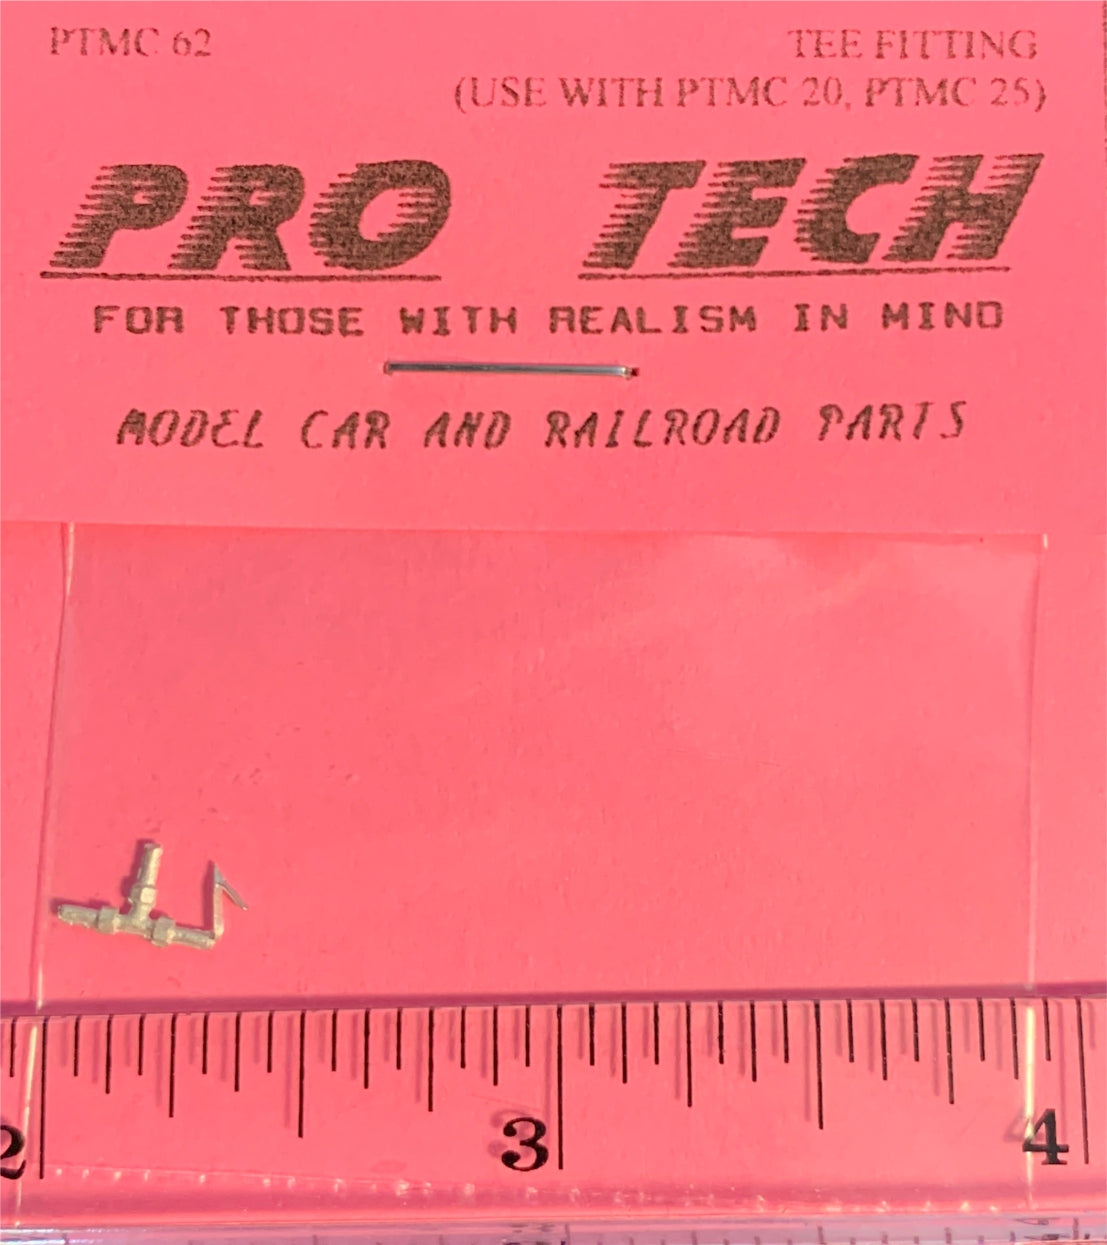 PTMC 62 TEE FITTING
(USE WITH PTMC 20, PTMC 25)
PRO TECH
FOR THOSE WITH REALISM IN MIND
MODEL CAR AND RAILROAD PARTS
2 3 4